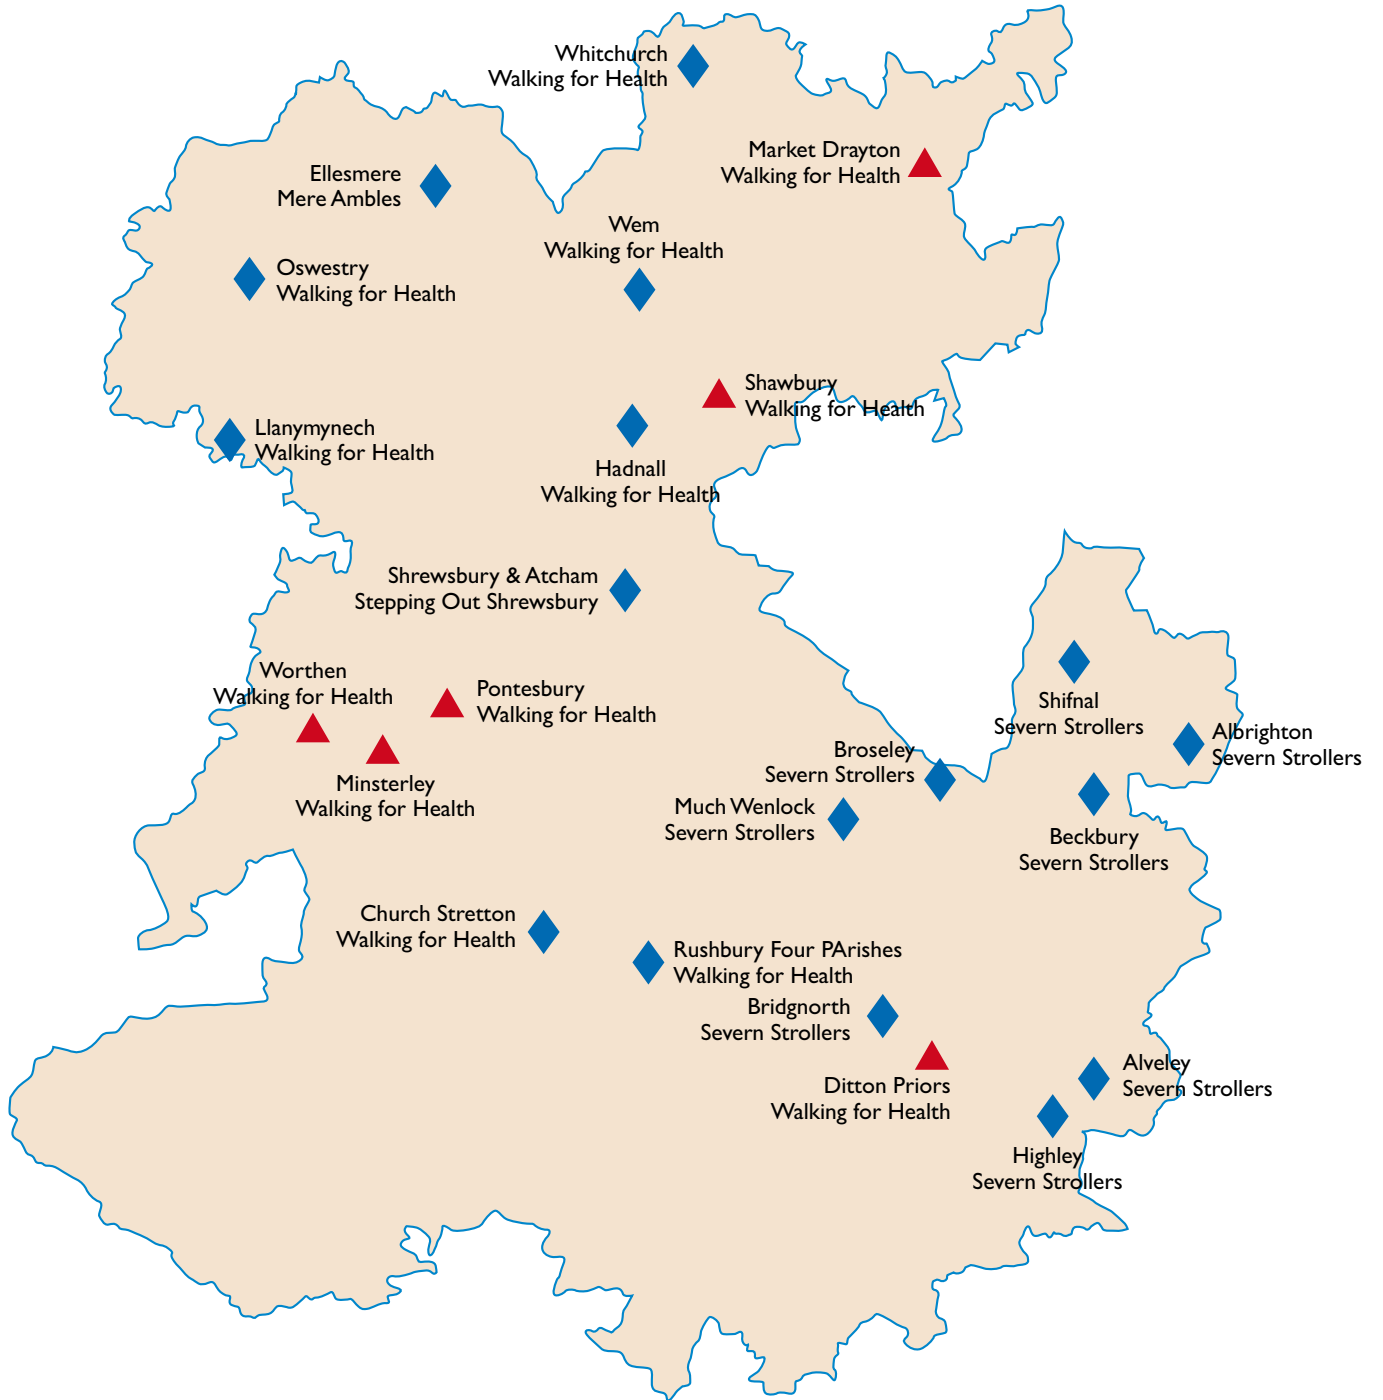 Whitchurch
Walking for Health
Market Drayton
Walking for Health
Ellesmere
Mere Ambles
Wem
Walking for Health
Oswestry
Walking for Health
Shawbury
Walking for Health
Llanymynech
Walking for Health
Hadnall
Walking for Health
Shrewsbury & Atcham
Stepping Out Shrewsbury
Worthen
Walking for Health
Pontesbury
Walking for Health
Shifnal
Severn Strollers
Albrighton
Severn Strollers
Broseley
Severn Strollers
Minsterley
Walking for Health
Much Wenlock
Severn Strollers
Beckbury
Severn Strollers
Church Stretton
Walking for Health
Rushbury Four PArishes
Walking for Health
Bridgnorth
Severn Strollers
Alveley
Severn Strollers
Ditton Priors
Walking for Health
Highley
Severn Strollers